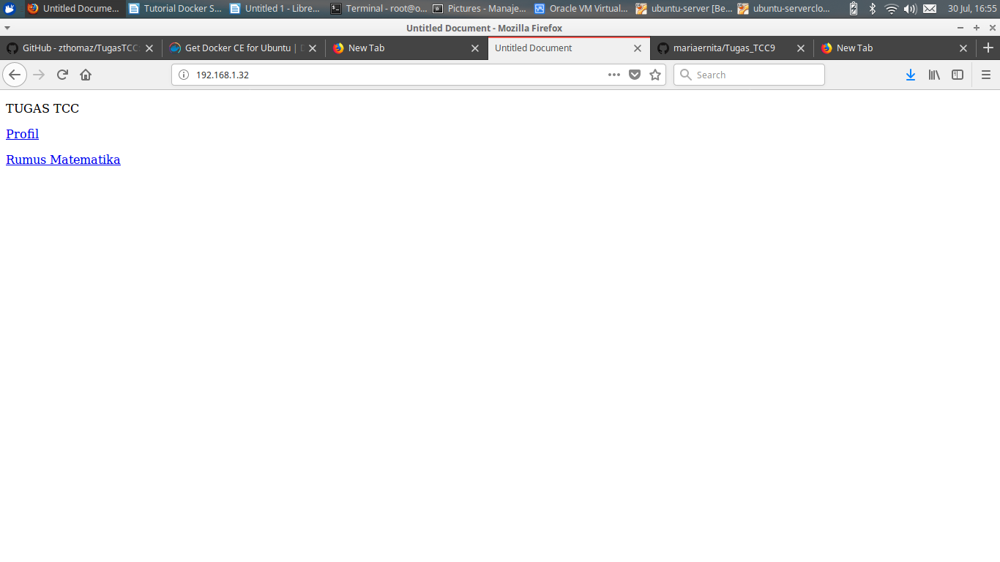 Untitled Docume... Tutorial Docker S... Untitled 1 - Libre... Terminal - root@o... Pictures - Manaje... Oracle VM Virtual... ubuntu-server [Be... ubuntu-serverclo... 30 Jul, 16:55
Untitled Document - Mozilla Firefox
GitHub - zthomaz/TugasTCC Get Docker CE for Ubuntu | New Tab Untitled Document mariaernita/Tugas_TCC9 New Tab
192.168.1.32 Search
TUGAS TCC
Profil
Rumus Matematika